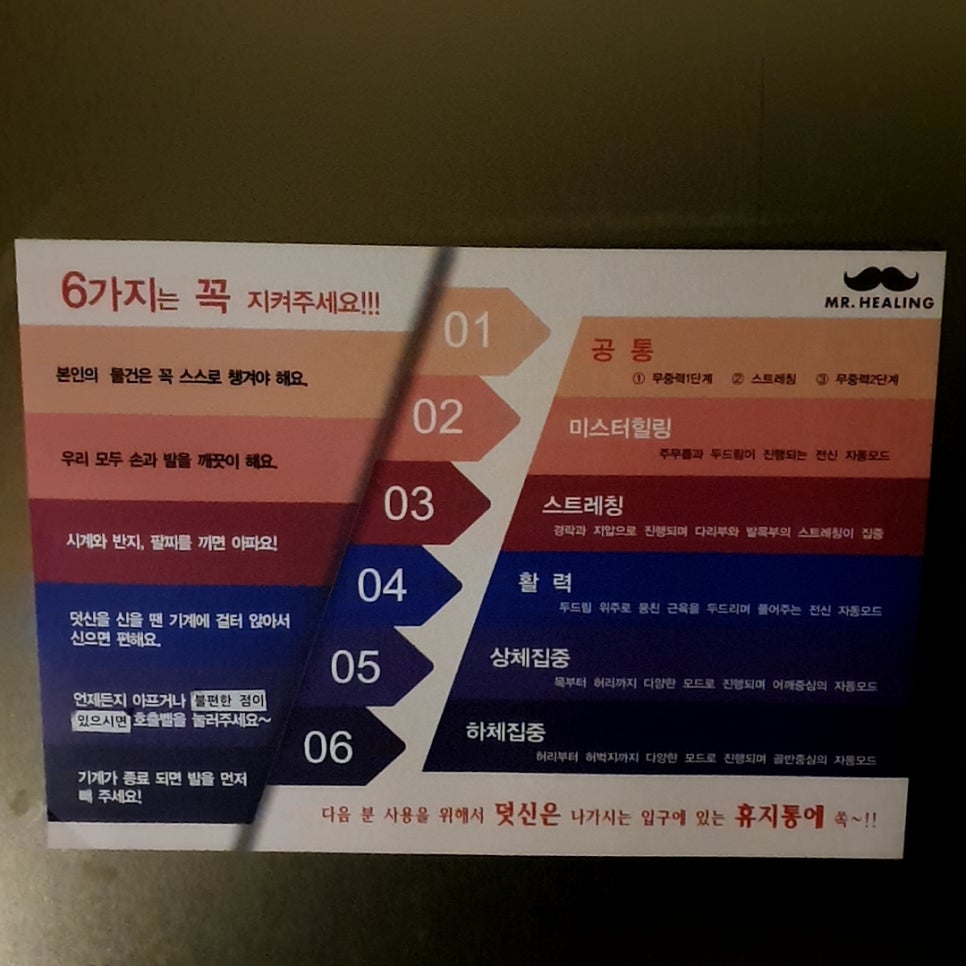 6가지는 꼭 지켜주세요!!!
MR. HEALING
본인의 물건은 꼭 스스로 챙겨야 해요.
우리 모두 손과 발을 깨끗이 해요.
시계와 반지, 팔찌를 끼면 아파요!
덧신을 신을 땐 기계에 걸터 앉아서
신으면 편해요.
언제든지 아프거나 불편한 점이
있으시면 호출벨을 눌러주세요~
기계가 종료 되면 발을 먼저
빼 주세요!
01
02
03
04
05
06
공 통
① 무중력1단계 ② 스트레칭 ③ 무중력2단계
미스터힐링
주무름과 두드림이 진행되는 전신 자동모드
스트레칭
경락과 지압으로 진행되며 다리부와 발목부의 스트레칭이 집중
활 력
두드림 위주로 뭉친 근육을 두드리며 풀어주는 전신 자동모드
상체집중
목부터 허리까지 다양한 모드로 진행되며 어깨중심의 자동모드
하체집중
허리부터 허벅지까지 다양한 모드로 진행되며 골반중심의 자동모드
다음 분 사용을 위해서 덧신은 나가시는 입구에 있는 휴지통에 쏙~!!